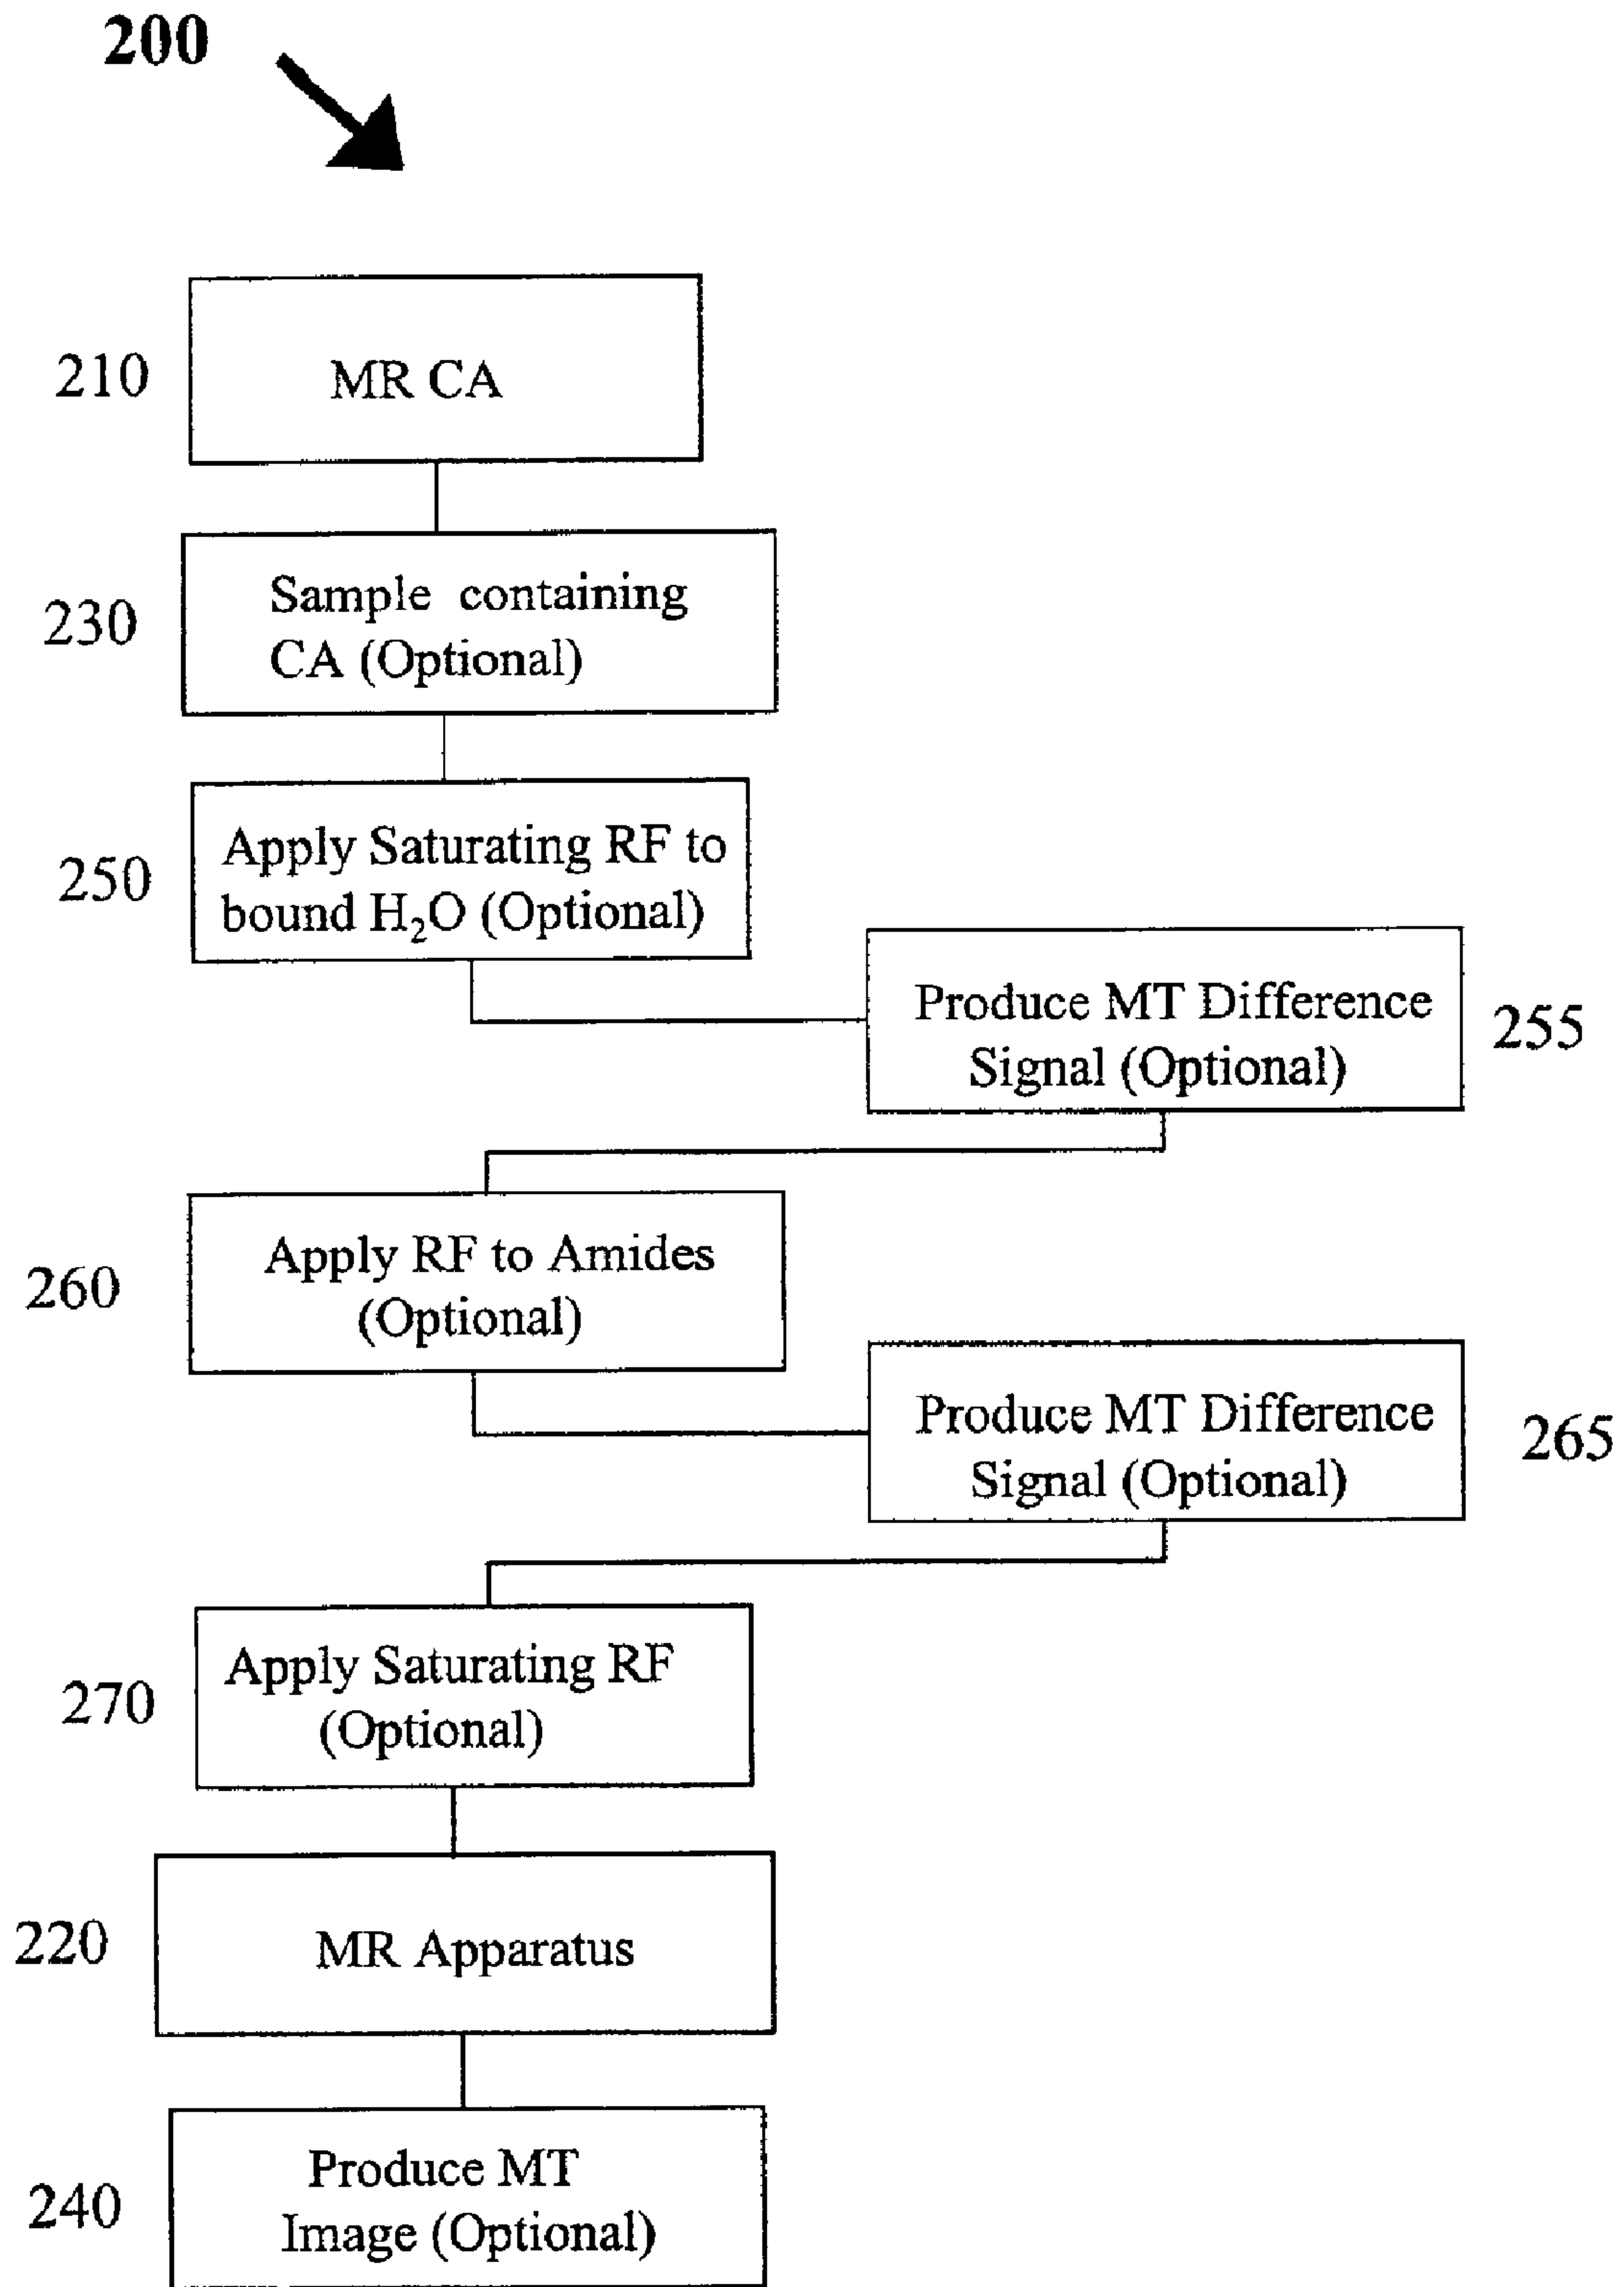 200
210
MR CA
230
Sample containing
CA (Optional)
250
Apply Saturating RF to
bound H₂O (Optional)
Produce MT Difference
Signal (Optional)
255
260
Apply RF to Amides
(Optional)
Produce MT Difference
Signal (Optional)
265
270
Apply Saturating RF
(Optional)
220
MR Apparatus
240
Produce MT
Image (Optional)